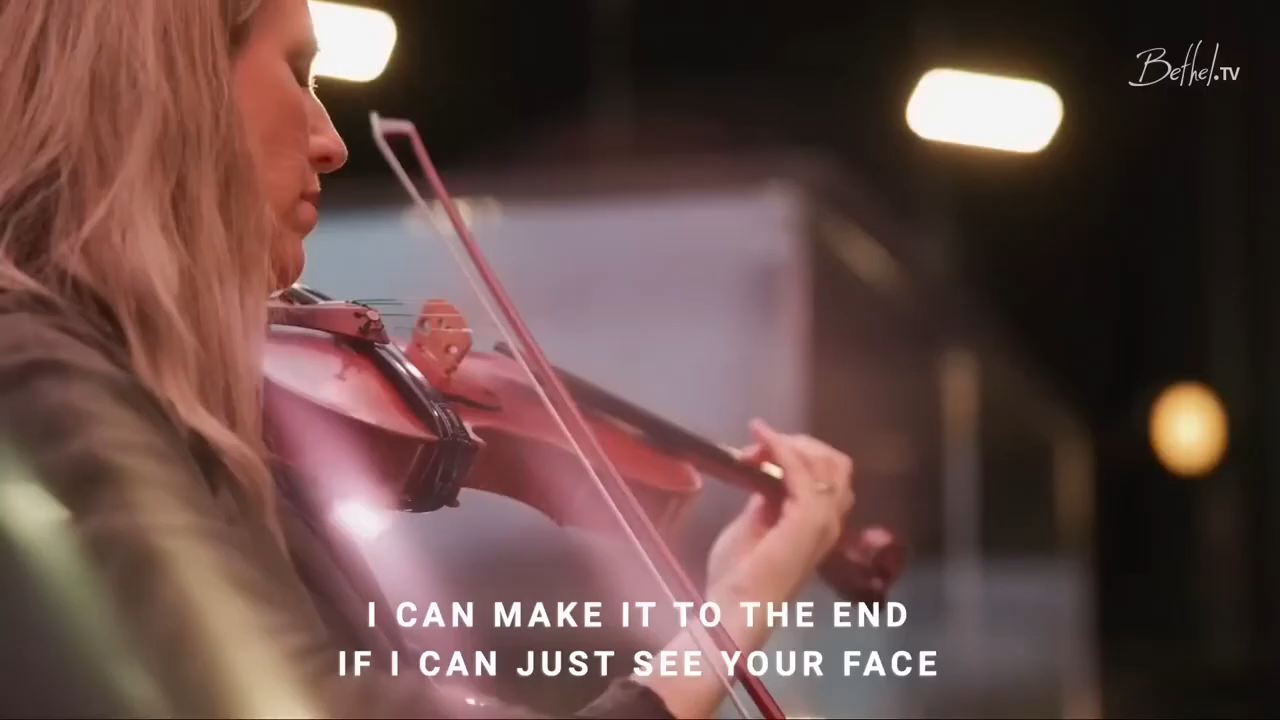 Bethel.TV
I CAN MAKE IT TO THE END
IF I CAN JUST SEE YOUR FACE